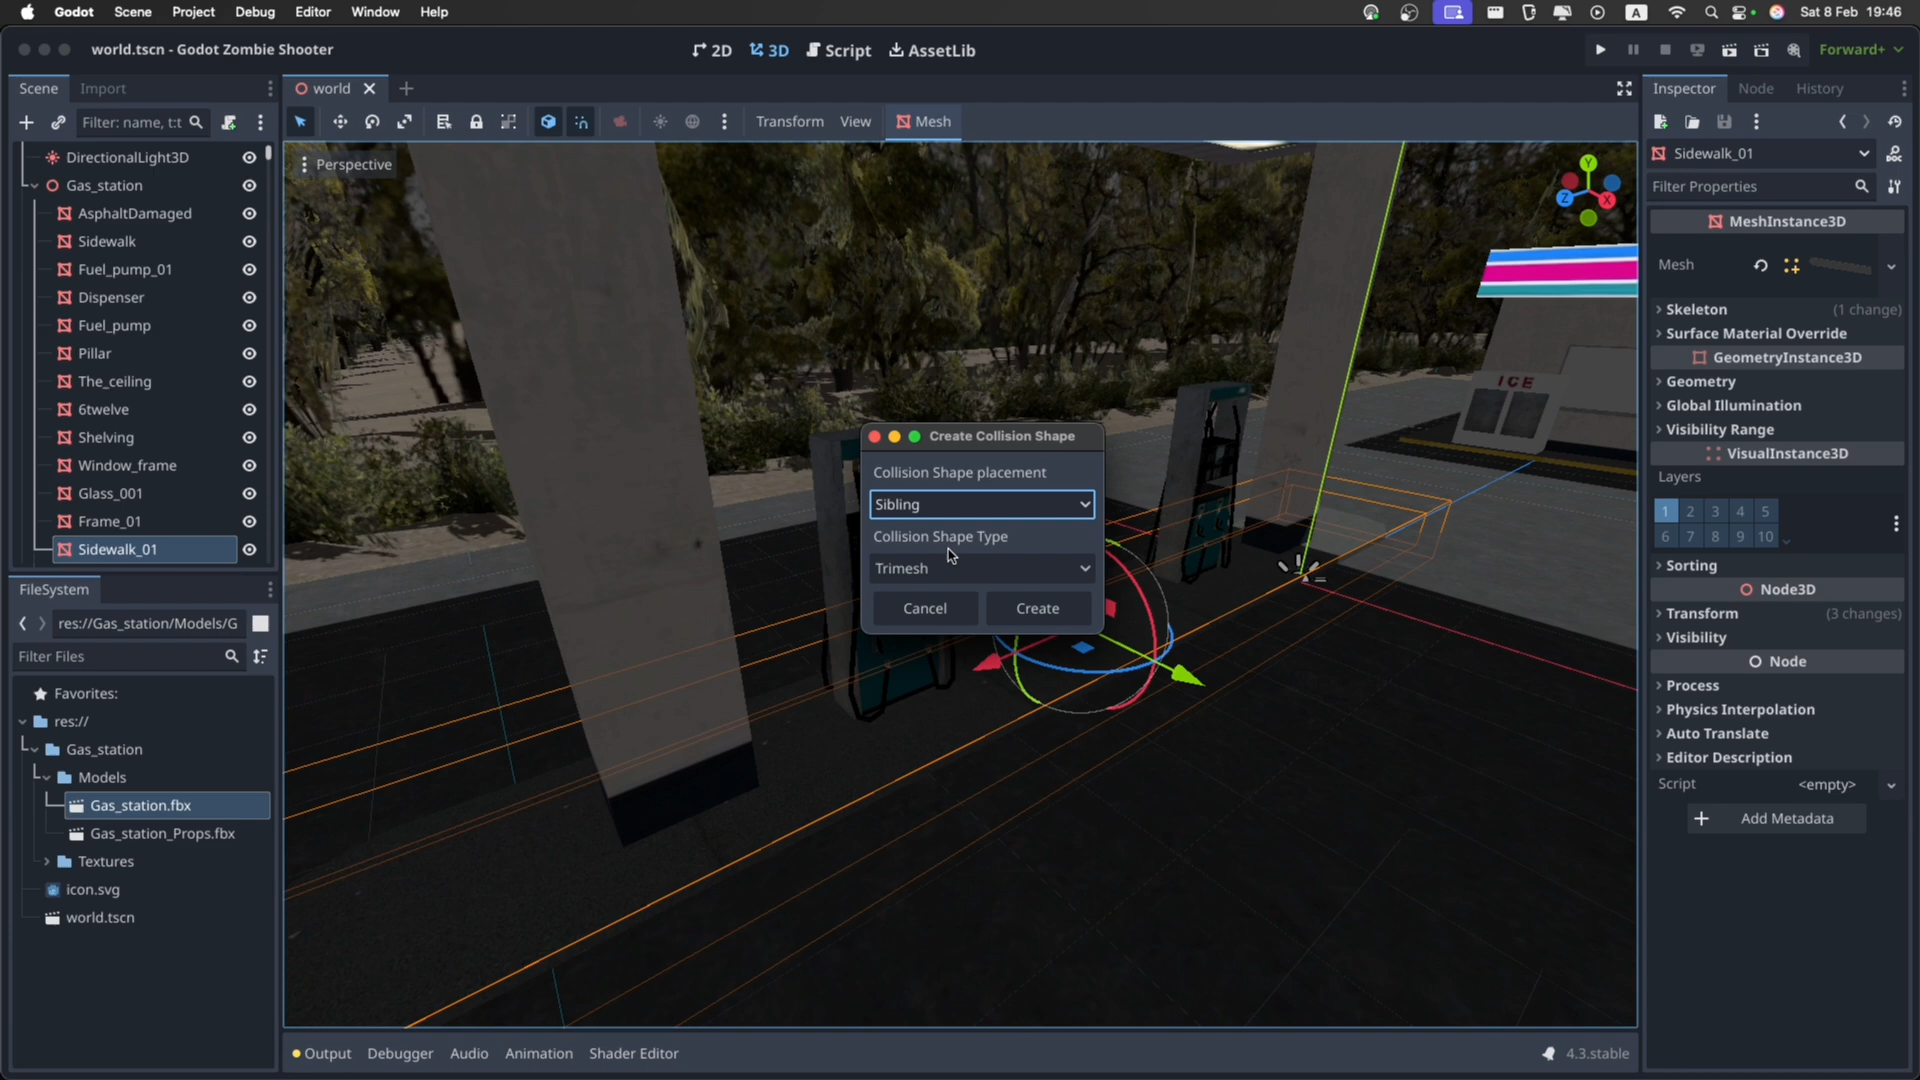 Godot Scene Project Debug Editor Window Help
A Sat 8 Feb 19:46
world.tscn - Godot Zombie Shooter
2D 3D Script AssetLib
Forward+
Scene Import
Filter: name, t:t
DirectionalLight3D
Gas_station
AsphaltDamaged
Sidewalk
Fuel_pump_01
Dispenser
Fuel_pump
Pillar
The_ceiling
6twelve
Shelving
Window_frame
Glass_001
Frame_01
Sidewalk_01
FileSystem
res://Gas_station/Models/G
Filter Files
Favorites:
res://
Gas_station
Models
Gas_station.fbx
Gas_station_Props.fbx
Textures
icon.svg
world.tscn
world
Transform View Mesh
Perspective
Y
Z
X
ICE
Create Collision Shape
Collision Shape placement
Sibling
Collision Shape Type
Trimesh
Cancel Create
Output Debugger Audio Animation Shader Editor
4.3.stable
Inspector Node History
Sidewalk_01
Filter Properties
MeshInstance3D
Mesh
Skeleton (1 change)
Surface Material Override
GeometryInstance3D
Geometry
Global Illumination
Visibility Range
VisualInstance3D
Layers
1 2 3 4 5
6 7 8 9 10
Sorting
Node3D
Transform (3 changes)
Visibility
Node
Process
Physics Interpolation
Auto Translate
Editor Description
Script <empty>
Add Metadata